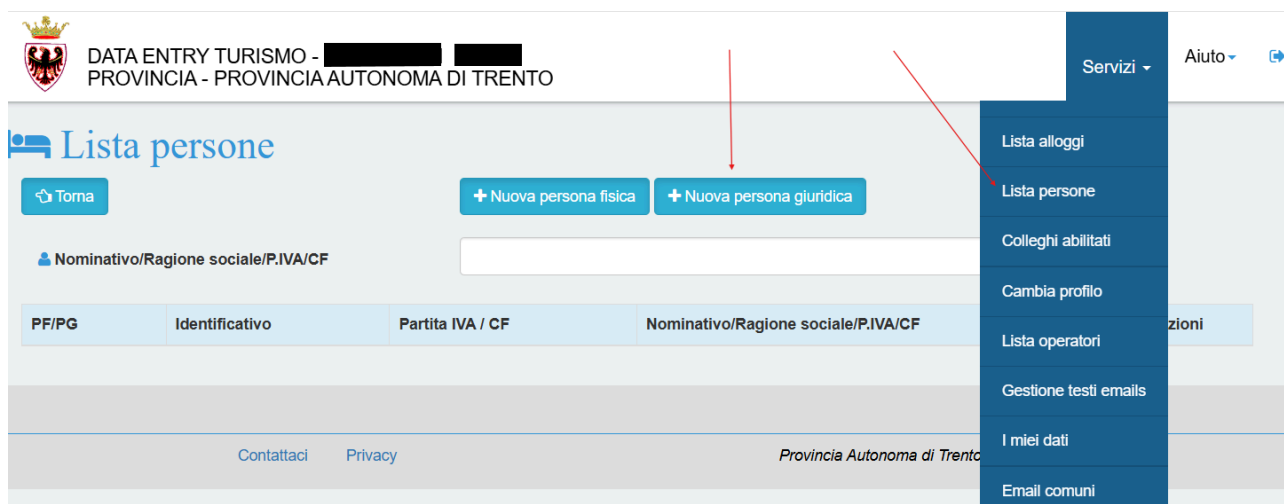 DATA ENTRY TURISMO -
PROVINCIA - PROVINCIA AUTONOMA DI TRENTO
Servizi
Aiuto
Lista persone
Torna
Nuova persona fisica
Nuova persona giuridica
Nominativo/Ragione sociale/P.IVA/CF
PF/PG Identificativo Partita IVA / CF Nominativo/Ragione sociale/P.IVA/CF zioni
Lista alloggi
Lista persone
Colleghi abilitati
Cambia profilo
Lista operatori
Gestione testi emails
I miei dati
Email comuni
Contattaci Privacy Provincia Autonoma di Trento